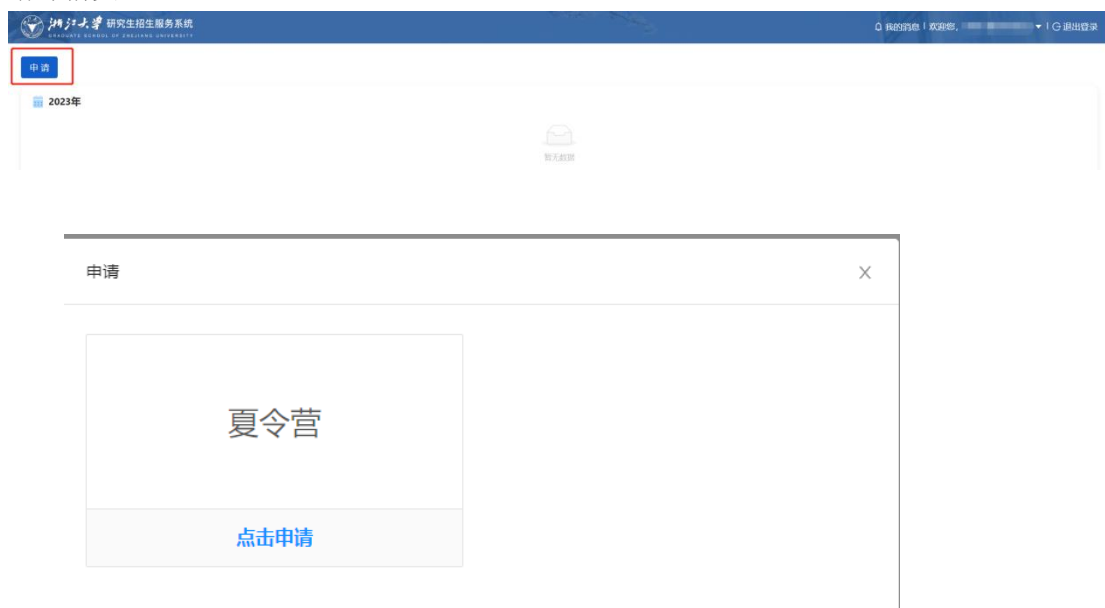 浙江大学 研究生招生服务系统
GRADUATE SCHOOL OF ZHEJIANG UNIVERSITY
我的消息 | 欢迎您, | 退出登录
申请
2023年
暂无数据
申请
夏令营
点击申请